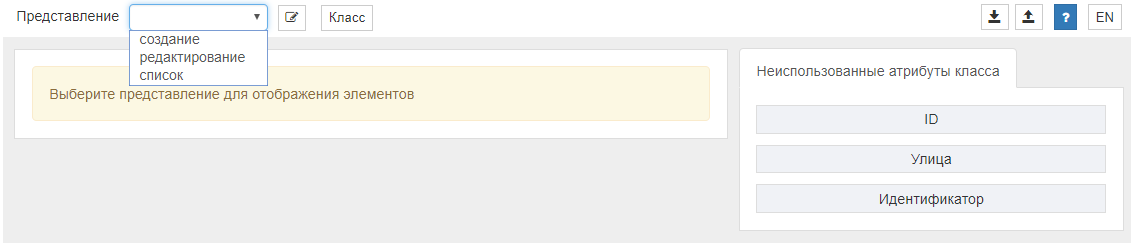 Представление
Класс
?
EN
создание
редактирование
список
Выберите представление для отображения элементов
Неиспользованные атрибуты класса
ID
Улица
Идентификатор